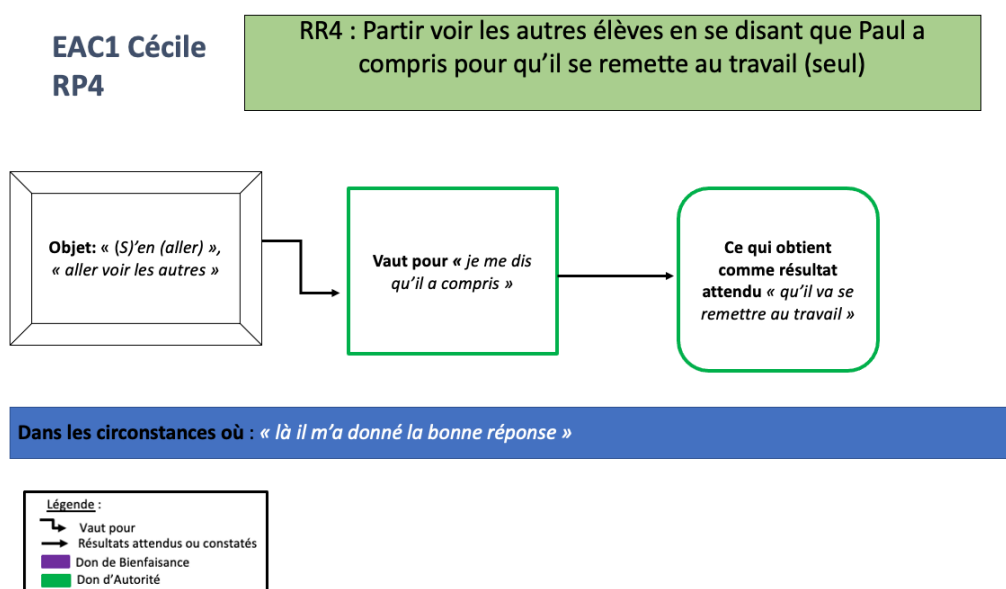 EAC1 Cécile
RP4
RR4 : Partir voir les autres élèves en se disant que Paul a
compris pour qu’il se remette au travail (seul)
Objet: « (S)’en (aller) »,
« aller voir les autres »
Vaut pour « je me dis
qu’il a compris »
Ce qui obtient
comme résultat
attendu « qu’il va se
remettre au travail »
Dans les circonstances où : « là il m’a donné la bonne réponse »
Légende :
Vaut pour
Résultats attendus ou constatés
Don de Bienfaisance
Don d’Autorité